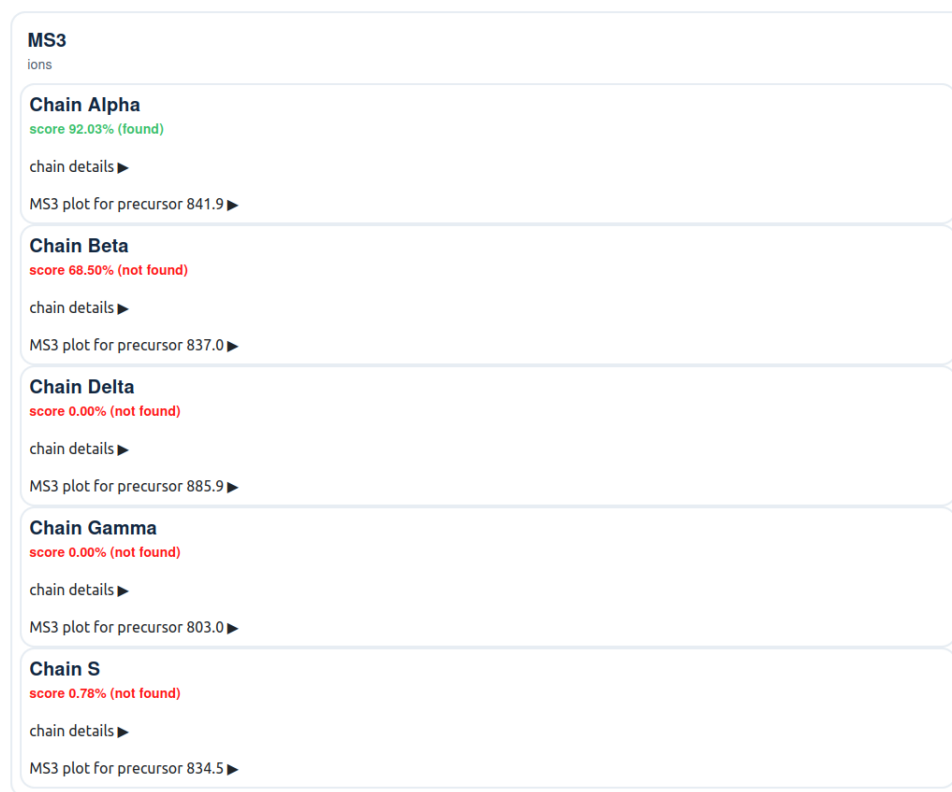 MS3
ions
Chain Alpha
score 92.03% (found)
chain details ▶
MS3 plot for precursor 841.9 ▶
Chain Beta
score 68.50% (not found)
chain details ▶
MS3 plot for precursor 837.0 ▶
Chain Delta
score 0.00% (not found)
chain details ▶
MS3 plot for precursor 885.9 ▶
Chain Gamma
score 0.00% (not found)
chain details ▶
MS3 plot for precursor 803.0 ▶
Chain S
score 0.78% (not found)
chain details ▶
MS3 plot for precursor 834.5 ▶